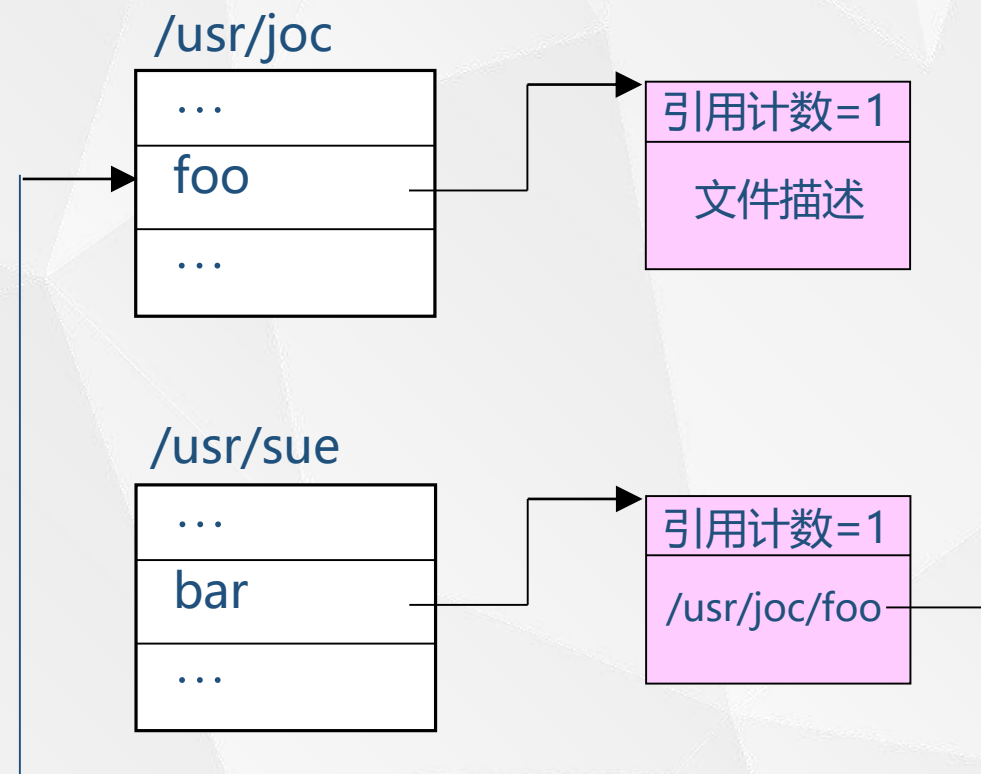 /usr/joc
…
foo
…
引用计数=1
文件描述
/usr/sue
…
bar
…
引用计数=1
/usr/joc/foo